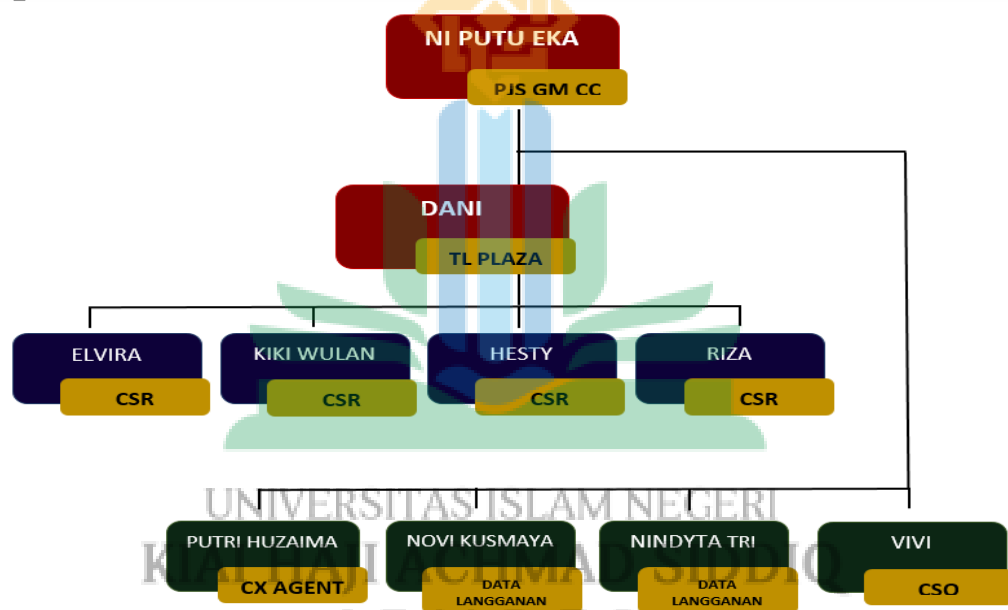 NI PUTU EKA
PJS GM CC
DANI
TL PLAZA
ELVIRA
CSR
KIKI WULAN
CSR
HESTY
CSR
RIZA
CSR
UNIVERSITAS ISLAM NEGERI
PUTRI HUZAIMA
CX AGENT
NOVI KUSMAYA
DATA
LANGGANAN
NINDYTA TRI
DATA
LANGGANAN
VIVI
CSO
KIAI HAJI ACHMAD SIDDIQ